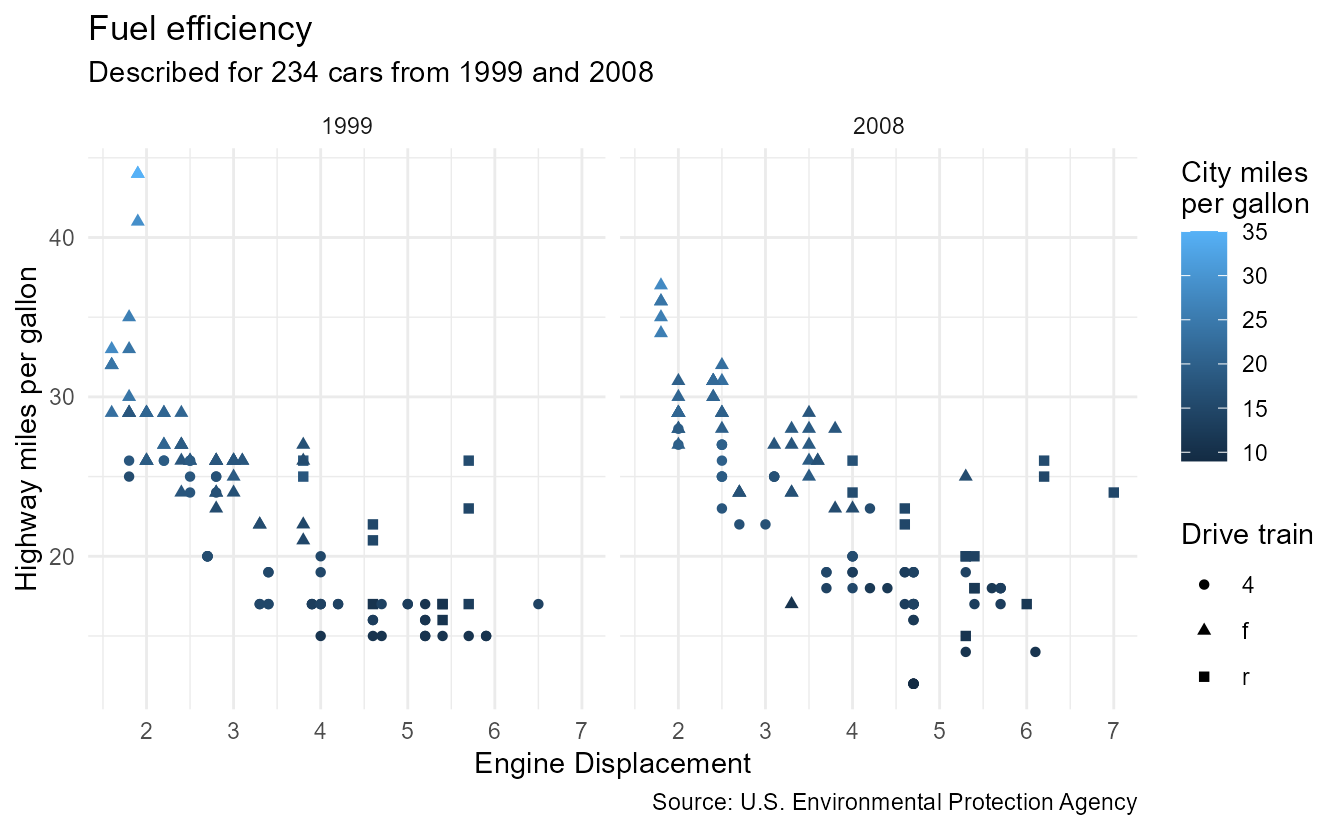 Fuel efficiency
Described for 234 cars from 1999 and 2008
1999
2008
Highway miles per gallon
40
30
20
2 3 4 5 6 7
2 3 4 5 6 7
Engine Displacement
Source: U.S. Environmental Protection Agency
City miles
per gallon
35
30
25
20
15
10
Drive train
4
f
r